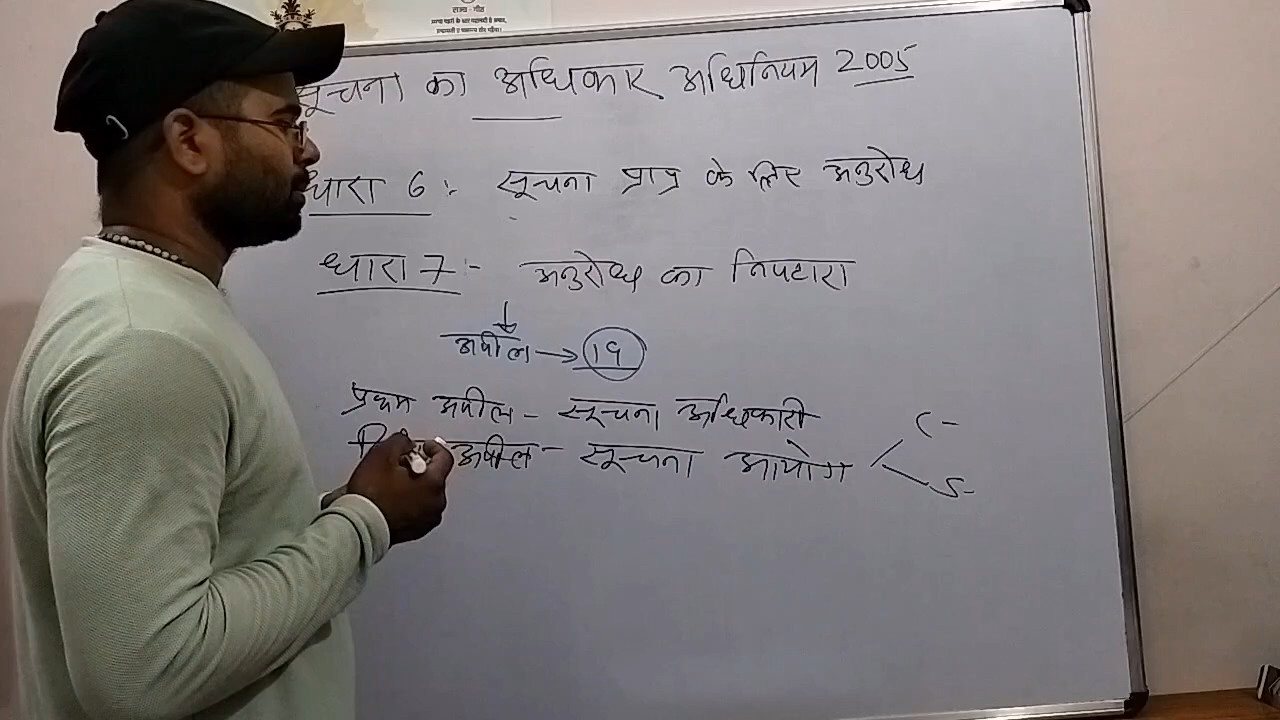 राज्य - गीत
सूचना का अधिकार अधिनियम 2005
धारा 6:- सूचना प्राप्त के लिए अनुरोध
धारा 7:- अनुरोध का निपटारा
अपील → 19
प्रथम अपील - सूचना अधिकारी
अपील - सूचना आयोग
C-
S-